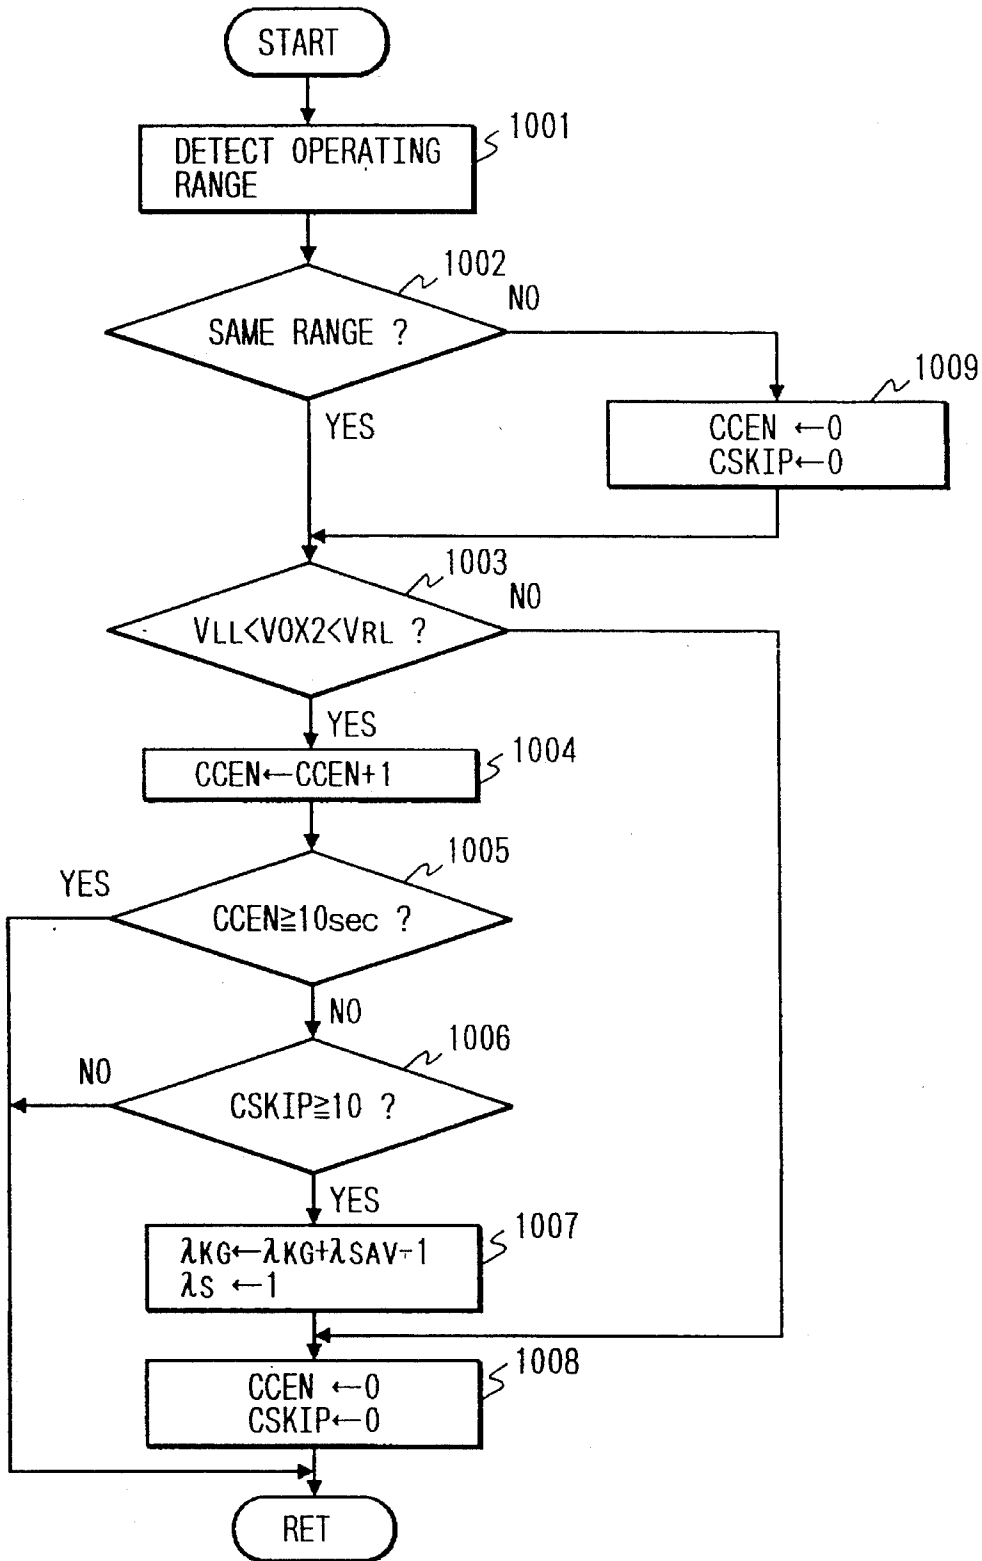 START
1001
DETECT OPERATING
RANGE
1002
NO
SAME RANGE ?
1009
YES
CCEN ←0
CSKIP←0
1003
NO
VLL<VOX2<VRL ?
YES
1004
CCEN←CCEN+1
1005
YES
CCEN≧10sec ?
NO
1006
NO
CSKIP≧10 ?
YES
1007
λKG←λKG+λSAV-1
λS ←1
1008
CCEN ←0
CSKIP←0
RET